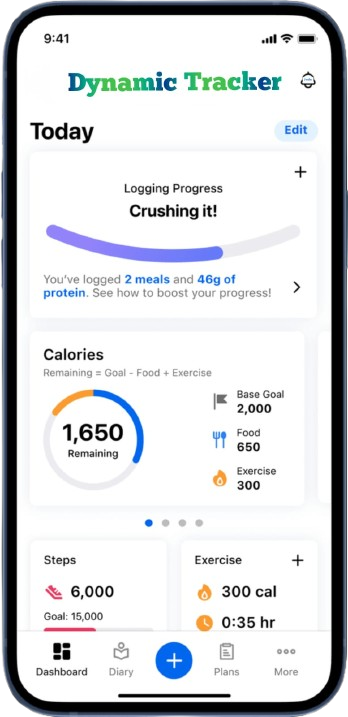 9:41
Dynamic Tracker
Today
Edit
Logging Progress
Crushing it!
You've logged 2 meals and 46g of
protein. See how to boost your progress!
Calories
Remaining = Goal - Food + Exercise
1,650
Remaining
Base Goal
2,000
Food
650
Exercise
300
Steps
6,000
Goal: 15,000
Exercise
300 cal
0:35 hr
Dashboard
Diary
Plans
More